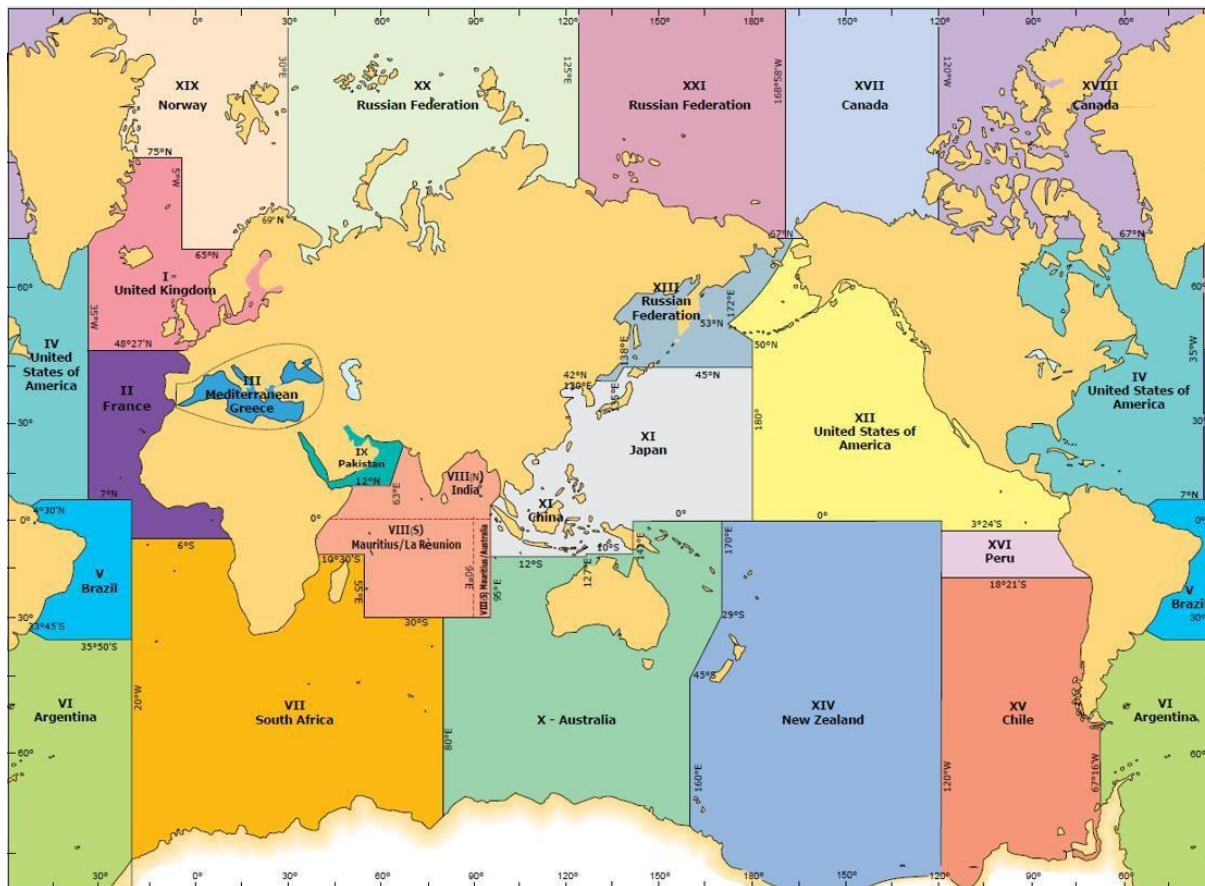 30° 0° 30° 60° 90° 120° 150° 180° 150° 120° 90° 60°
XIX
Norway
30°E
XX
Russian Federation
125°E
XXI
Russian Federation
168°58'W
XVII
Canada
120°W
XVIII
Canada
75°N
5°W
69°N
65°N
67°N
67°N
I
United Kingdom
60°
60°
35°W
48°27'N
XIII
Russian
Federation
172°E
53°N
138°E
50°N
IV
United
States of
America
II
France
III
Mediterranean
Greece
42°N
130°E
135°E
45°N
35°W
IV
United States of
America
30°
30°
180°
XI
Japan
XII
United States of
America
IX
Pakistan
12°N
63°E
VIII(N)
India
XI
China
7°N
7°N
4°30'N
0°
0°
0°
0°
0°
6°S
VIII(S)
Mauritius/La Réunion
VIII(S) Mauritius/Australia
10°30'S
55°E
90°E
95°E
12°S
127°E
10°S
141°E
170°E
3°24'S
XVI
Peru
18°21'S
V
Brazil
V
Brazil
30°
30°
33°45'S
35°50'S
30°S
29°S
45°S
VI
Argentina
20°W
VII
South Africa
80°E
X - Australia
160°E
XIV
New Zealand
120°W
XV
Chile
67°16'W
VI
Argentina
60°
60°
30° 0° 30° 60° 90° 120° 150° 180° 150° 120° 90° 60°